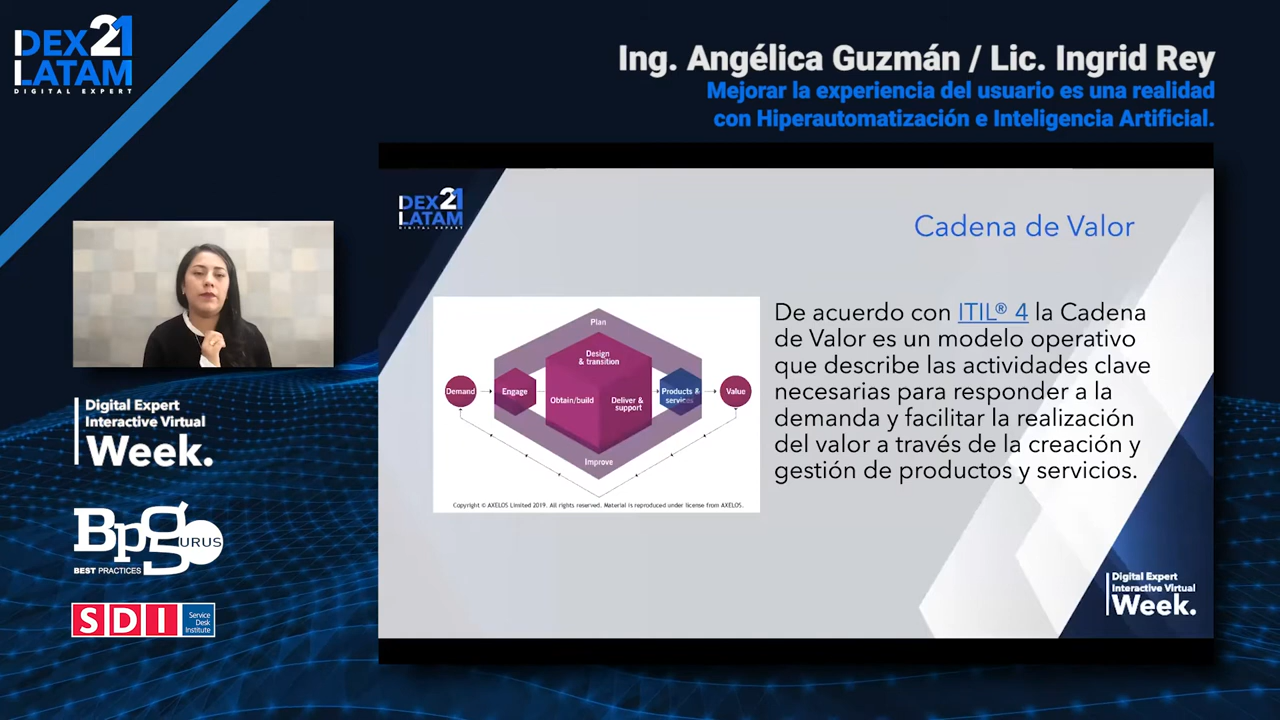 DEX21
LATAM
DIGITAL EXPERT
Ing. Angélica Guzmán / Lic. Ingrid Rey
Mejorar la experiencia del usuario es una realidad
con Hiperautomatización e Inteligencia Artificial.
DEX21
LATAM
DIGITAL EXPERT
Cadena de Valor
Plan
Design
& transition
Demand
Engage
Obtain/build
Deliver &
support
Products &
services
Value
Improve
Copyright © AXELOS Limited 2019. All rights reserved. Material is reproduced under license from AXELOS.
De acuerdo con ITIL® 4 la Cadena
de Valor es un modelo operativo
que describe las actividades clave
necesarias para responder a la
demanda y facilitar la realización
del valor a través de la creación y
gestión de productos y servicios.
Digital Expert
Interactive Virtual
Week.
Digital Expert
Interactive Virtual
Week.
BpgURUS
BEST PRACTICES
SDI
Service
Desk
Institute